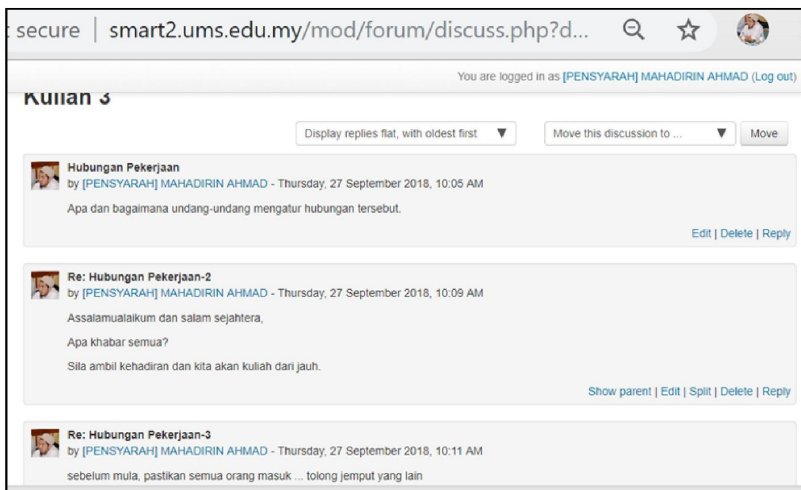 secure | smart2.ums.edu.my/mod/forum/discuss.php?d...
You are logged in as [PENSYARAH] MAHADIRIN AHMAD (Log out)
Kuliah 3
Display replies flat, with oldest first
Move this discussion to ...
Move
Hubungan Pekerjaan
by [PENSYARAH] MAHADIRIN AHMAD - Thursday, 27 September 2018, 10:05 AM
Apa dan bagaimana undang-undang mengatur hubungan tersebut.
Edit | Delete | Reply
Re: Hubungan Pekerjaan-2
by [PENSYARAH] MAHADIRIN AHMAD - Thursday, 27 September 2018, 10:09 AM
Assalamualaikum dan salam sejahtera,
Apa khabar semua?
Sila ambil kehadiran dan kita akan kuliah dari jauh.
Show parent | Edit | Split | Delete | Reply
Re: Hubungan Pekerjaan-3
by [PENSYARAH] MAHADIRIN AHMAD - Thursday, 27 September 2018, 10:11 AM
sebelum mula, pastikan semua orang masuk ... tolong jemput yang lain